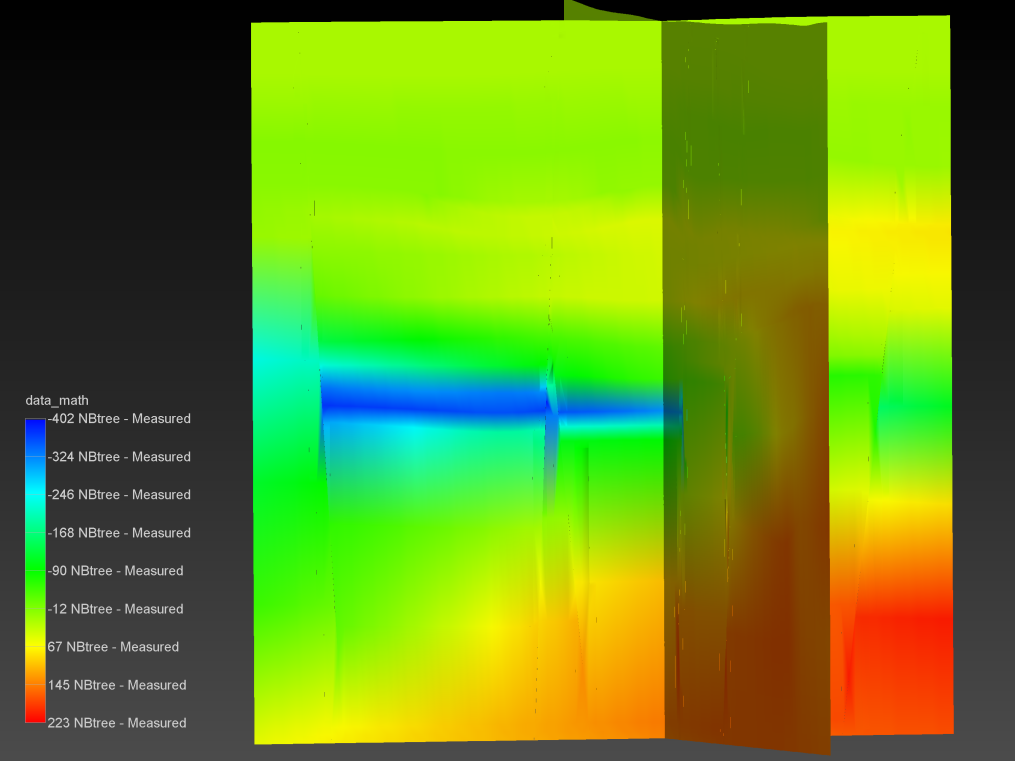 data_math
-402 NBtree - Measured
-324 NBtree - Measured
-246 NBtree - Measured
-168 NBtree - Measured
-90 NBtree - Measured
-12 NBtree - Measured
67 NBtree - Measured
145 NBtree - Measured
223 NBtree - Measured